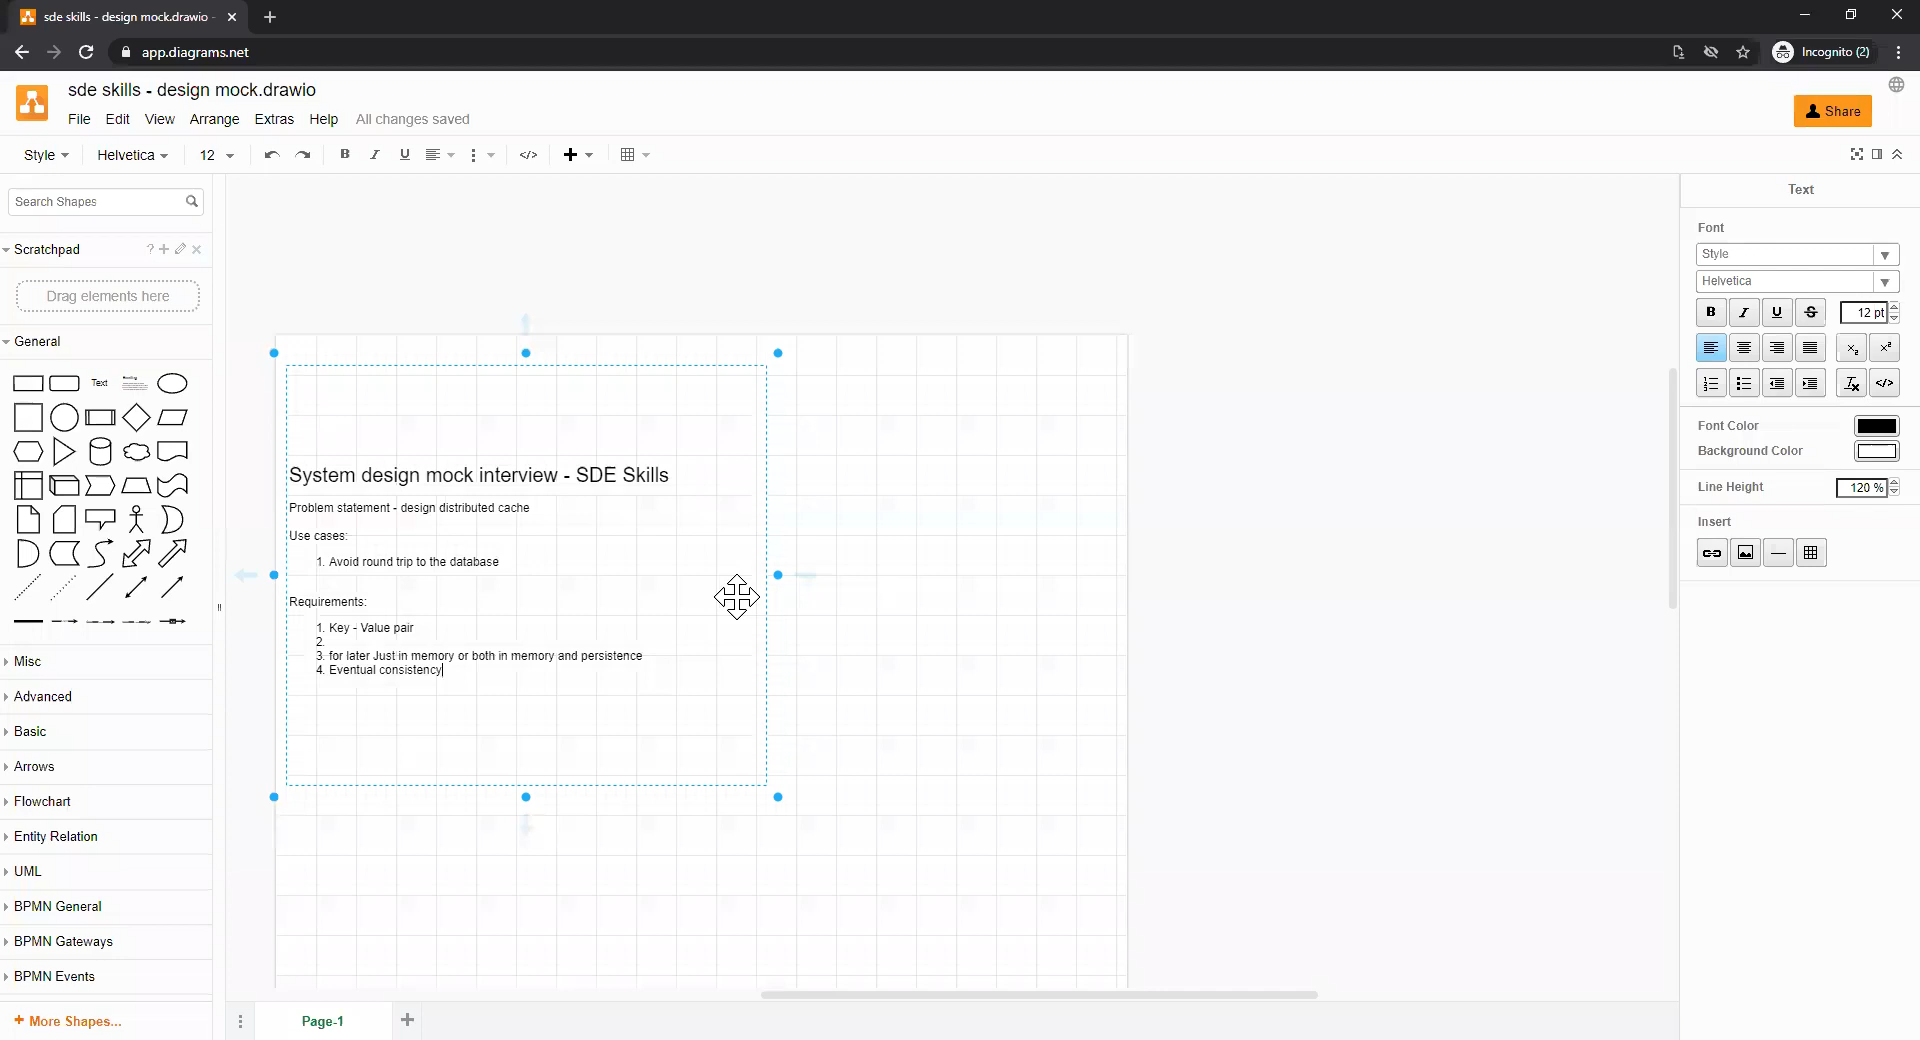 sde skills - design mock.drawio -
app.diagrams.net
Incognito (2)
sde skills - design mock.drawio
File Edit View Arrange Extras Help All changes saved
Share
Style Helvetica 12 B I U </>
Text
Search Shapes
Font
Scratchpad ?
Style
Helvetica
Drag elements here
B I U S 12 pt
General
Text
Heading
Font Color
Background Color
Line Height 120 %
Insert
System design mock interview - SDE Skills
Problem statement - design distributed cache
Use cases:
1. Avoid round trip to the database
Requirements:
1. Key - Value pair
2.
3. for later Just in memory or both in memory and persistence
4. Eventual consistency
Misc
Advanced
Basic
Arrows
Flowchart
Entity Relation
UML
BPMN General
BPMN Gateways
BPMN Events
+ More Shapes...
Page-1